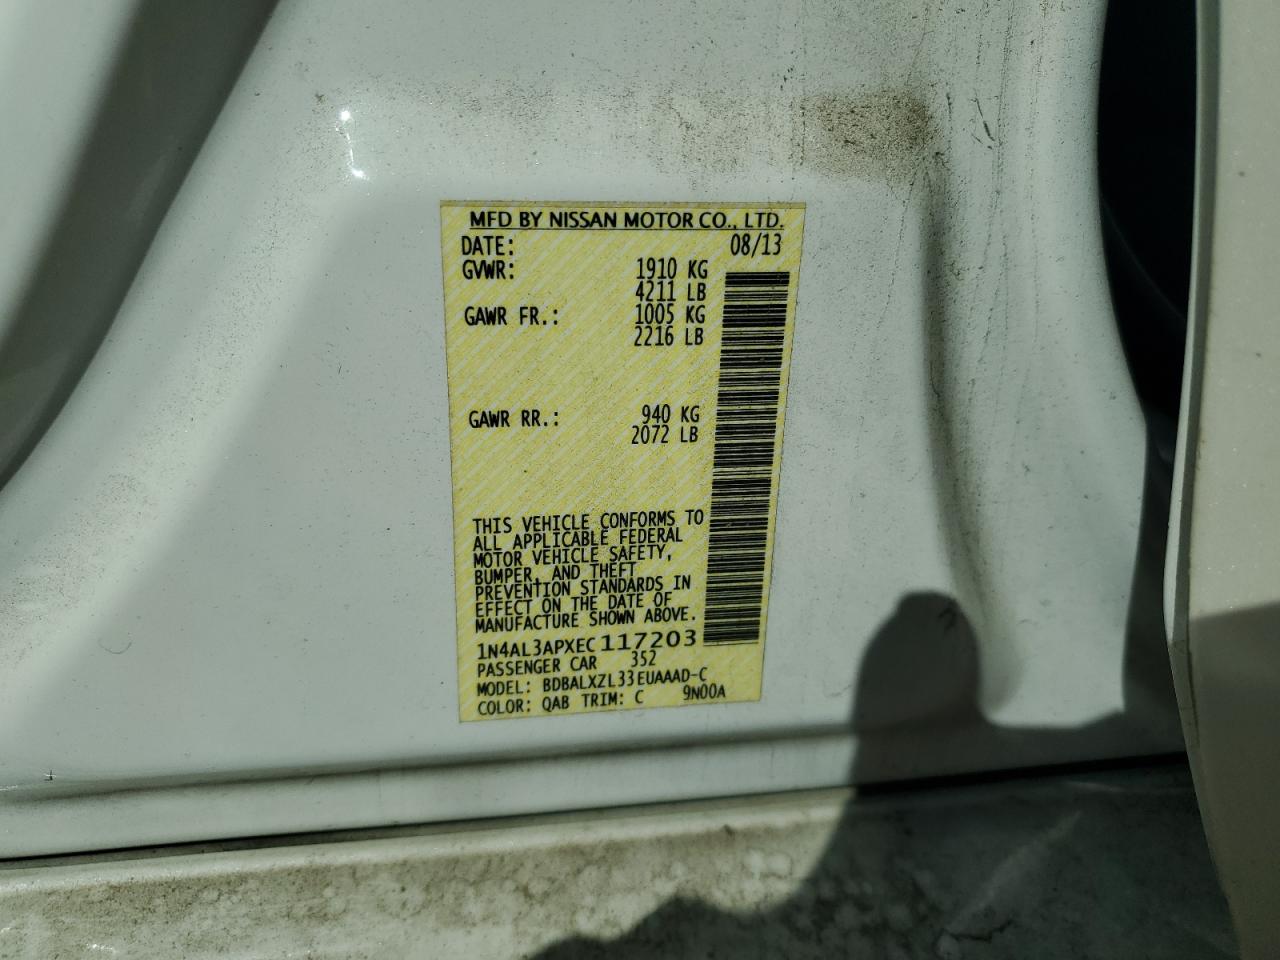 MFD BY NISSAN MOTOR CO., LTD.
DATE: 08/13
GVWR: 1910 KG
4211 LB
GAWR FR.: 1005 KG
2216 LB
GAWR RR.: 940 KG
2072 LB
THIS VEHICLE CONFORMS TO
ALL APPLICABLE FEDERAL
MOTOR VEHICLE SAFETY,
BUMPER, AND THEFT
PREVENTION STANDARDS IN
EFFECT ON THE DATE OF
MANUFACTURE SHOWN ABOVE.
1N4AL3APXEC117203
PASSENGER CAR 352
MODEL: BDBALXZL33EUAAAD-C
COLOR: QAB TRIM: C 9N00A